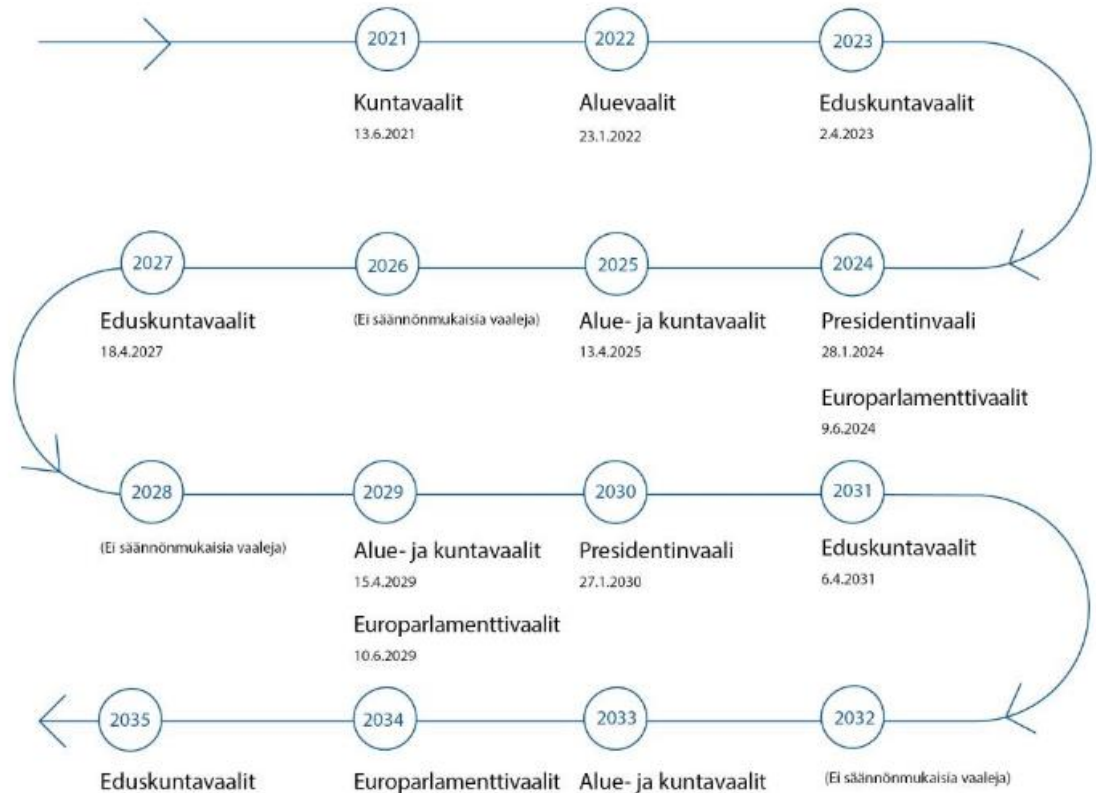 2021
2022
2023
Kuntavaalit
Aluevaalit
Eduskuntavaalit
13.6.2021
23.1.2022
2.4.2023
2027
2026
2025
2024
Eduskuntavaalit
(Ei säännönmukaisia vaaleja)
Alue- ja kuntavaalit
Presidentinvaali
18.4.2027
13.4.2025
28.1.2024
Europarlamenttivaalit
9.6.2024
2028
2029
2030
2031
(Ei säännönmukaisia vaaleja)
Alue- ja kuntavaalit
Presidentinvaali
Eduskuntavaalit
15.4.2029
27.1.2030
6.4.2031
Europarlamenttivaalit
10.6.2029
2035
2034
2033
2032
Eduskuntavaalit
Europarlamenttivaalit
Alue- ja kuntavaalit
(Ei säännönmukaisia vaaleja)